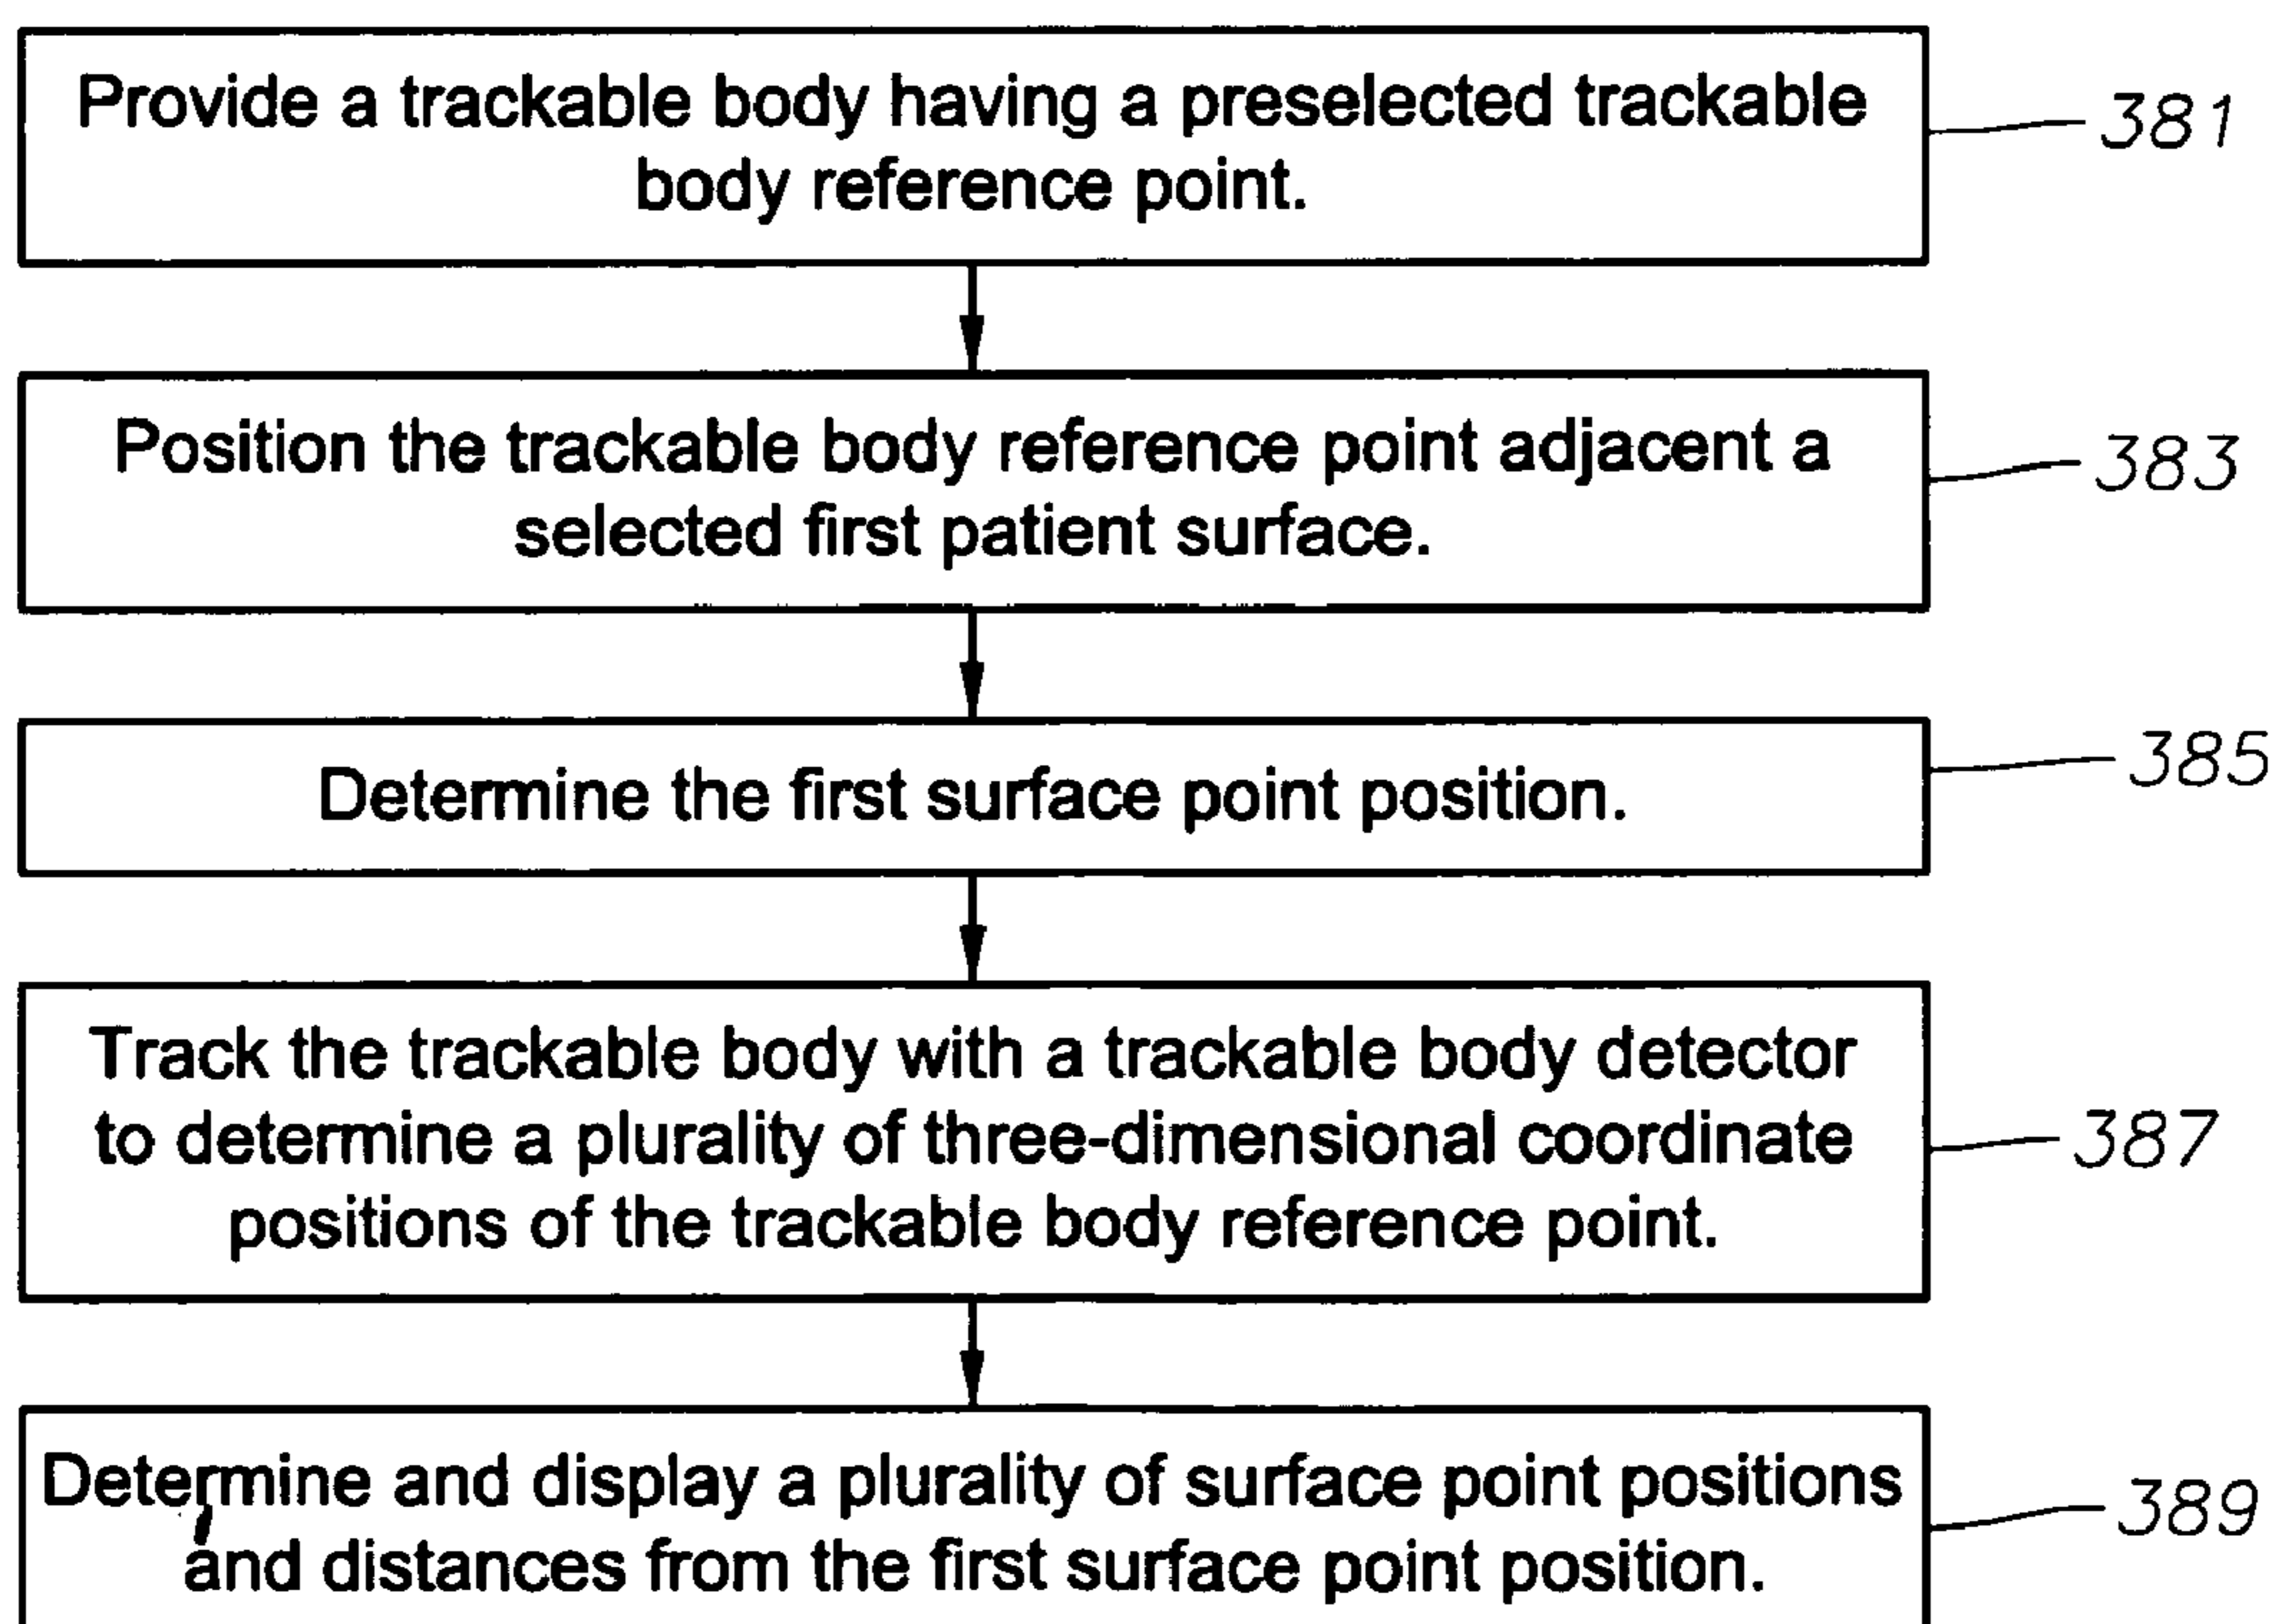 Provide a trackable body having a preselected trackable
body reference point.
381
Position the trackable body reference point adjacent a
selected first patient surface.
383
Determine the first surface point position.
385
Track the trackable body with a trackable body detector
to determine a plurality of three-dimensional coordinate
positions of the trackable body reference point.
387
Determine and display a plurality of surface point positions
and distances from the first surface point position.
389